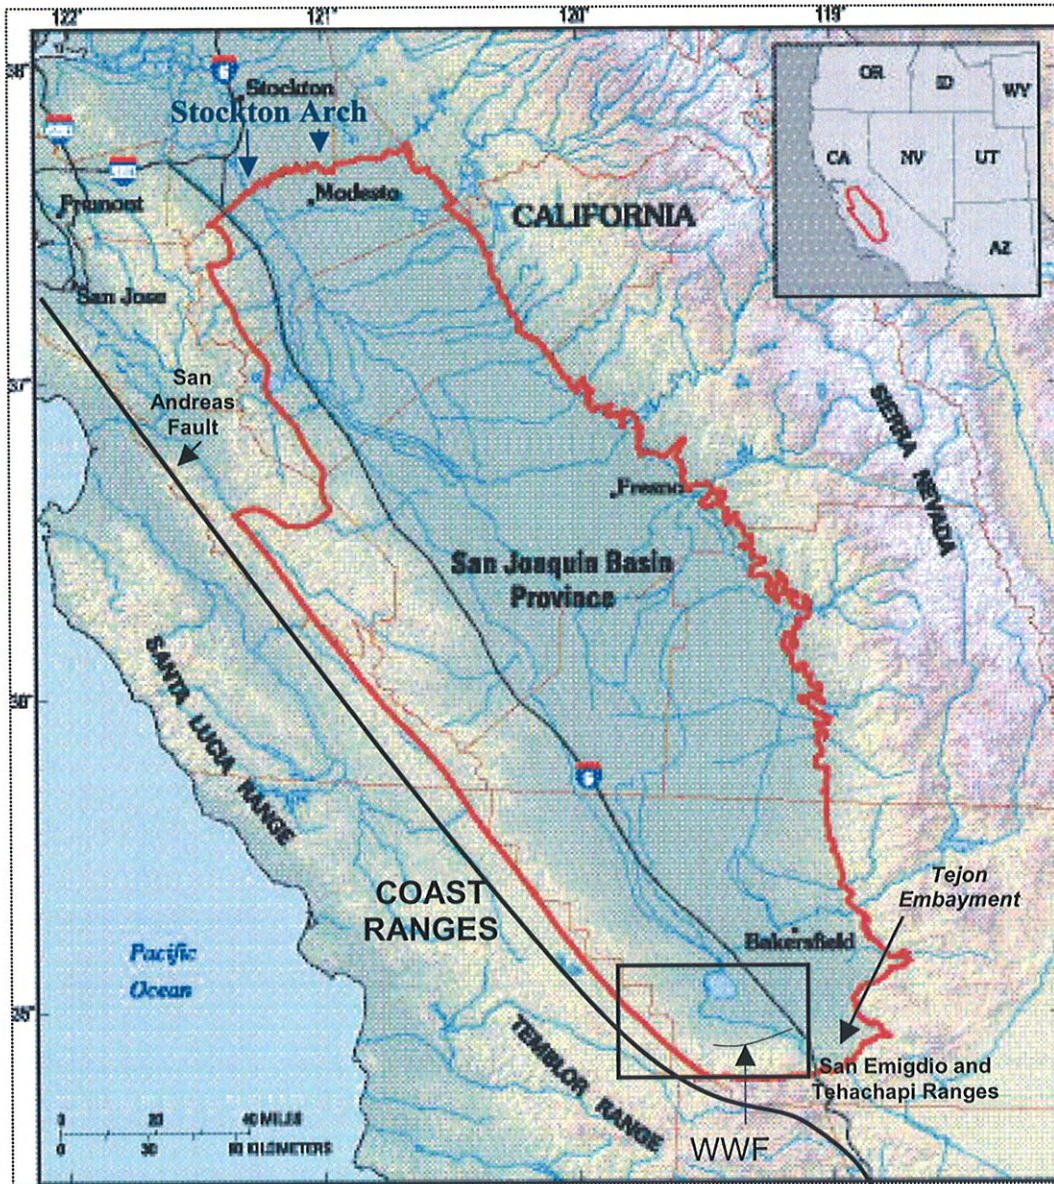 122°
121°
120°
119°
Stockton
Stockton Arch
Modesto
Fremont
San Jose
CALIFORNIA
OR
ID
WY
CA
NV
UT
AZ
37°
San
Andreas
Fault
SIERRA NEVADA
Fresno
San Joaquin Basin
Province
SANTA LUCIA RANGE
36°
5
COAST
RANGES
Tejon
Embayment
Bakersfield
Pacific
Ocean
35°
TEMBLOR RANGE
San Emigdio and
Tehachapi Ranges
WWF
0 20 40 MILES
0 30 60 KILOMETERS